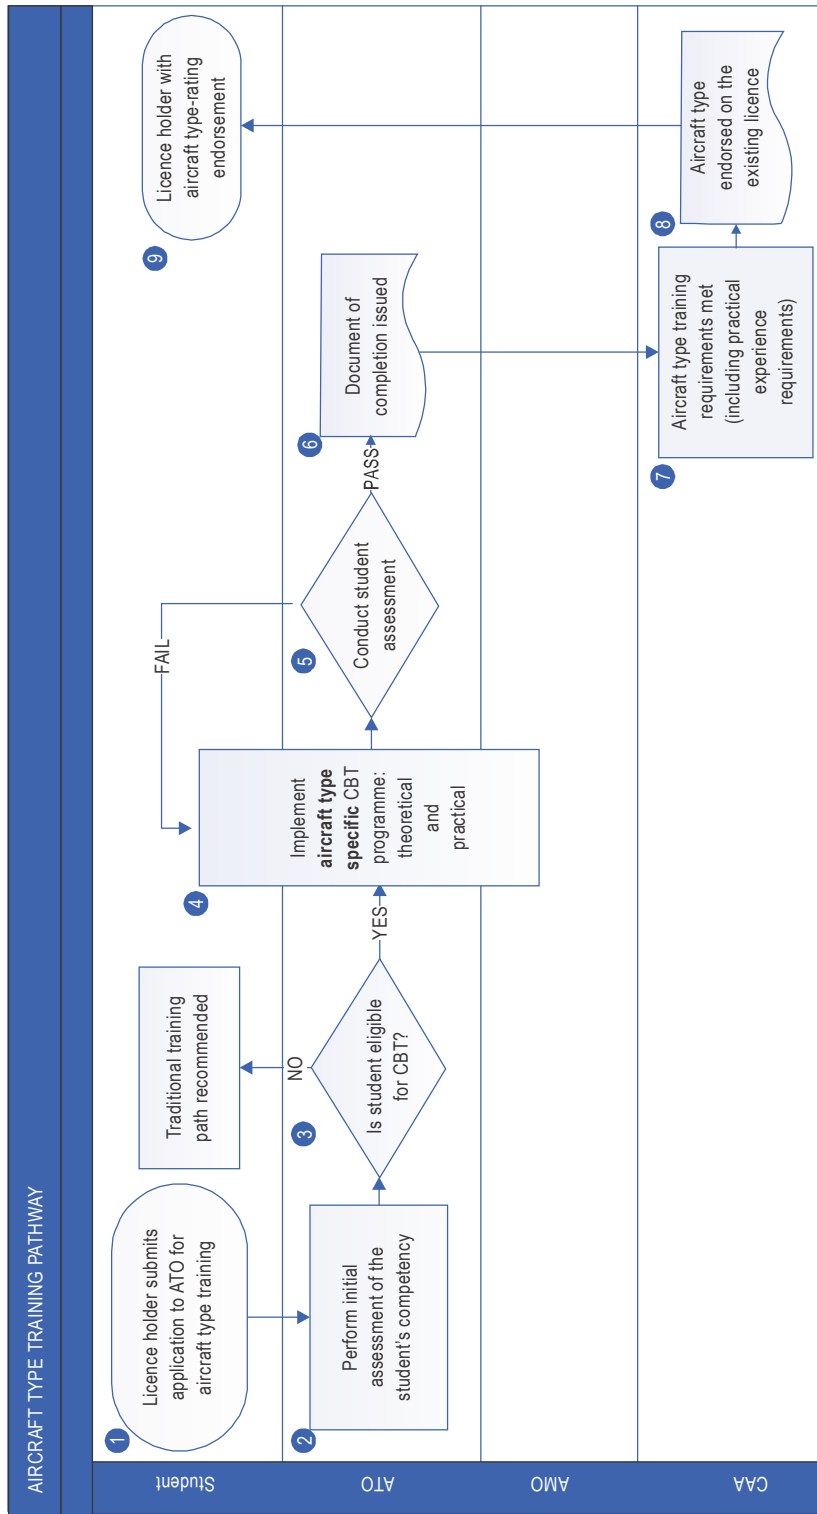 AIRCRAFT TYPE TRAINING PATHWAY
Student
1
Licence holder submits
application to ATO for
aircraft type training
Traditional training
path recommended
FAIL
9
Licence holder with
aircraft type-rating
endorsement
ATO
2
Perform initial
assessment of the
student's competency
3
Is student eligible
for CBT?
NO
YES
4
Implement
aircraft type
specific CBT
programme:
theoretical
and
practical
5
Conduct student
assessment
PASS
6
Document of
completion issued
AMO
CAA
7
Aircraft type training
requirements met
(including practical
experience
requirements)
8
Aircraft type
endorsed on the
existing licence